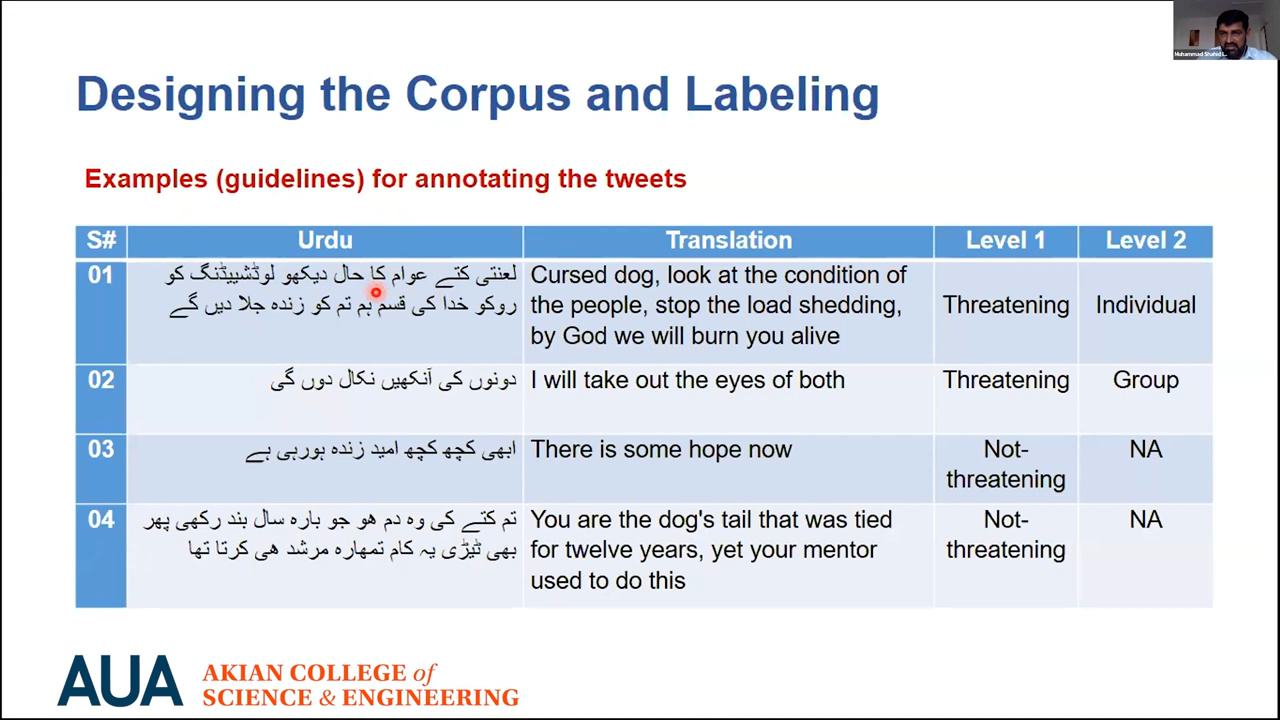 Muhammad Shahid I...
Designing the Corpus and Labeling
Examples (guidelines) for annotating the tweets
S# Urdu Translation Level 1 Level 2
01
لعنتی کتے عوام کا حال دیکھو لوڈشییڈنگ کو
روکو خدا کی قسم ہم تم کو زندہ جلا دیں گے
Cursed dog, look at the condition of
the people, stop the load shedding,
by God we will burn you alive
Threatening
Individual
02
دونوں کی آنکھیں نکال دوں گی
I will take out the eyes of both
Threatening
Group
03
ابھی کچھ کچھ امید زندہ ہورہی ہے
There is some hope now
Not-
threatening
NA
04
تم کتے کی وہ دم ھو جو بارہ سال بند رکھی پھر
بھی ٹیڑی یہ کام تمھارہ مرشد ھی کرتا تھا
You are the dog's tail that was tied
for twelve years, yet your mentor
used to do this
Not-
threatening
NA
AUA
AKIAN COLLEGE of
SCIENCE & ENGINEERING